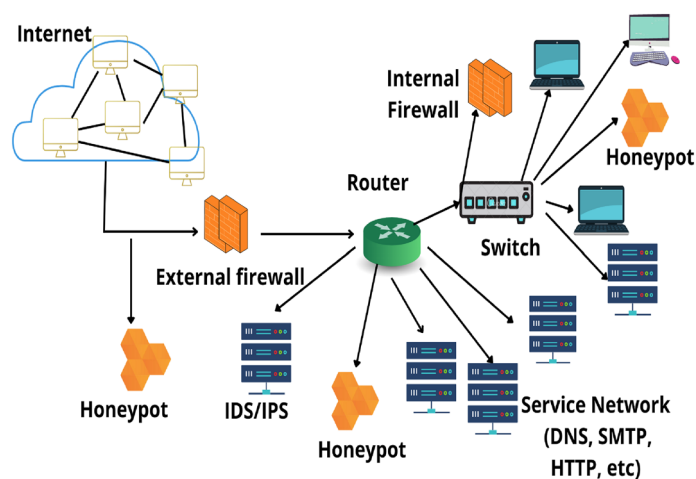 Internet
Internal
Firewall
Honeypot
Router
Switch
External firewall
Honeypot
IDS/IPS
Honeypot
Service Network
(DNS, SMTP,
HTTP, etc)